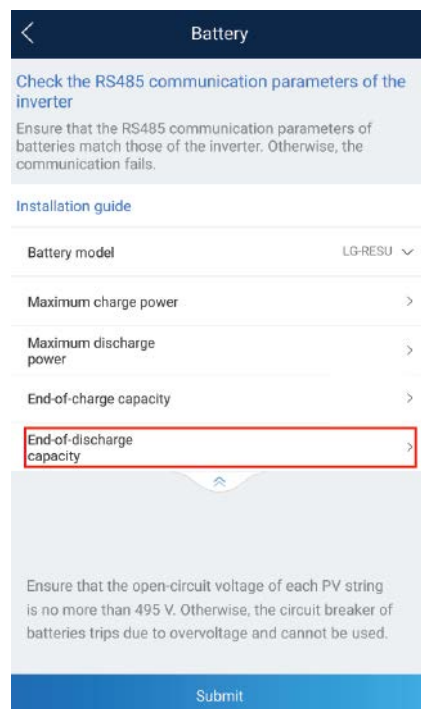 Battery
Check the RS485 communication parameters of the
inverter
Ensure that the RS485 communication parameters of
batteries match those of the inverter. Otherwise, the
communication fails.
Installation guide
Battery model LG-RESU
Maximum charge power
Maximum discharge
power
End-of-charge capacity
End-of-discharge
capacity
Ensure that the open-circuit voltage of each PV string
is no more than 495 V. Otherwise, the circuit breaker of
batteries trips due to overvoltage and cannot be used.
Submit